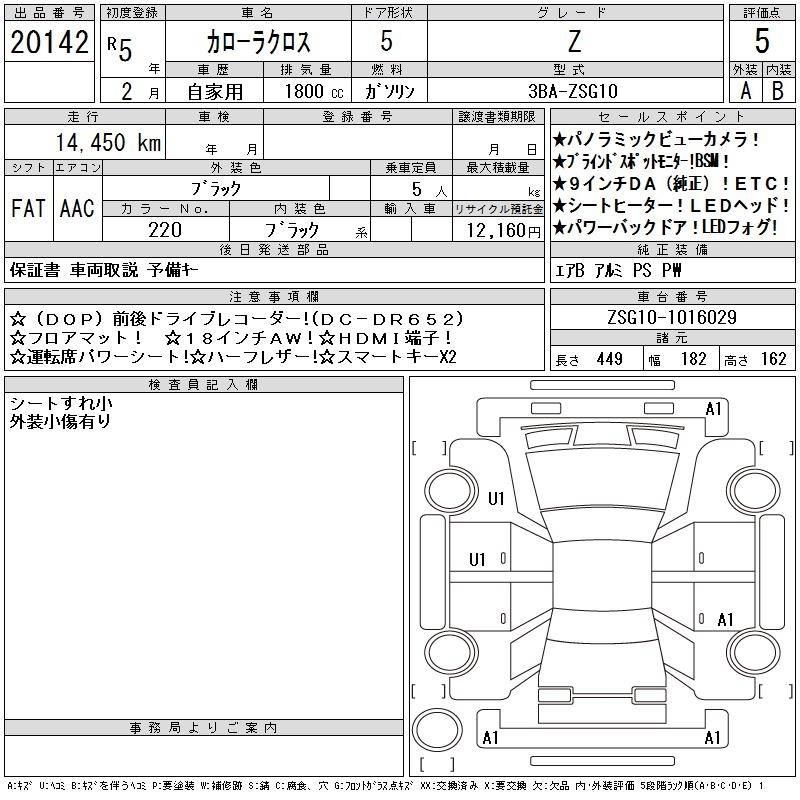 出品番号 初度登録 車名 ドア形状 グレード 評価点
20142 R5年 カローラクロス 5 Z 5
車歴 排気量 燃料 型式 外装 内装
2月 自家用 1800cc ｶﾞｿﾘﾝ 3BA-ZSG10 A B
走行 車検 登録番号 譲渡書類期限
14,450 km 年 月 月 日
シフト エアコン 外装色 乗車定員 最大積載量
FAT AAC ﾌﾞﾗｯｸ 5人 kg
カラーNo. 内装色 輸入車 リサイクル預託金
220 ﾌﾞﾗｯｸ 系 12,160円
後日発送部品
保証書 車両取説 予備ｷｰ
セールスポイント
★パノラミックビューカメラ！
★ﾌﾞﾗｲﾝﾄﾞｽﾎﾟｯﾄﾓﾆﾀｰ!BSM！
★９インチDA（純正）！ETC！
★シートヒーター！LEDヘッド！
★パワーバックドア！LEDフォグ!
純正装備
ｴｱB ｱﾙﾐ PS PW
注意事項欄
☆（DOP）前後ドライブレコーダー!(DC-DR652)
☆フロアマット！ ☆１８インチAW！☆HDMI端子！
☆運転席パワーシート!☆ハーフレザー!☆スマートキーX2
車台番号
ZSG10-1016029
諸元
長さ 449 幅 182 高さ 162
検査員記入欄
シートすれ小
外装小傷有り
事務局よりご案内
A1
U1
U1
A1
A1 A1
A:ｷｽﾞ U:ﾍｺﾐ B:ｷｽﾞを伴うﾍｺﾐ P:要塗装 W:補修跡 S:錆 C:腐食、穴 G:ﾌﾛﾝﾄｶﾞﾗｽ点ｷｽﾞ XX:交換済み X:要交換 欠:欠品 内・外装評価 5段階ﾗﾝｸ順(A・B・C・D・E) 1